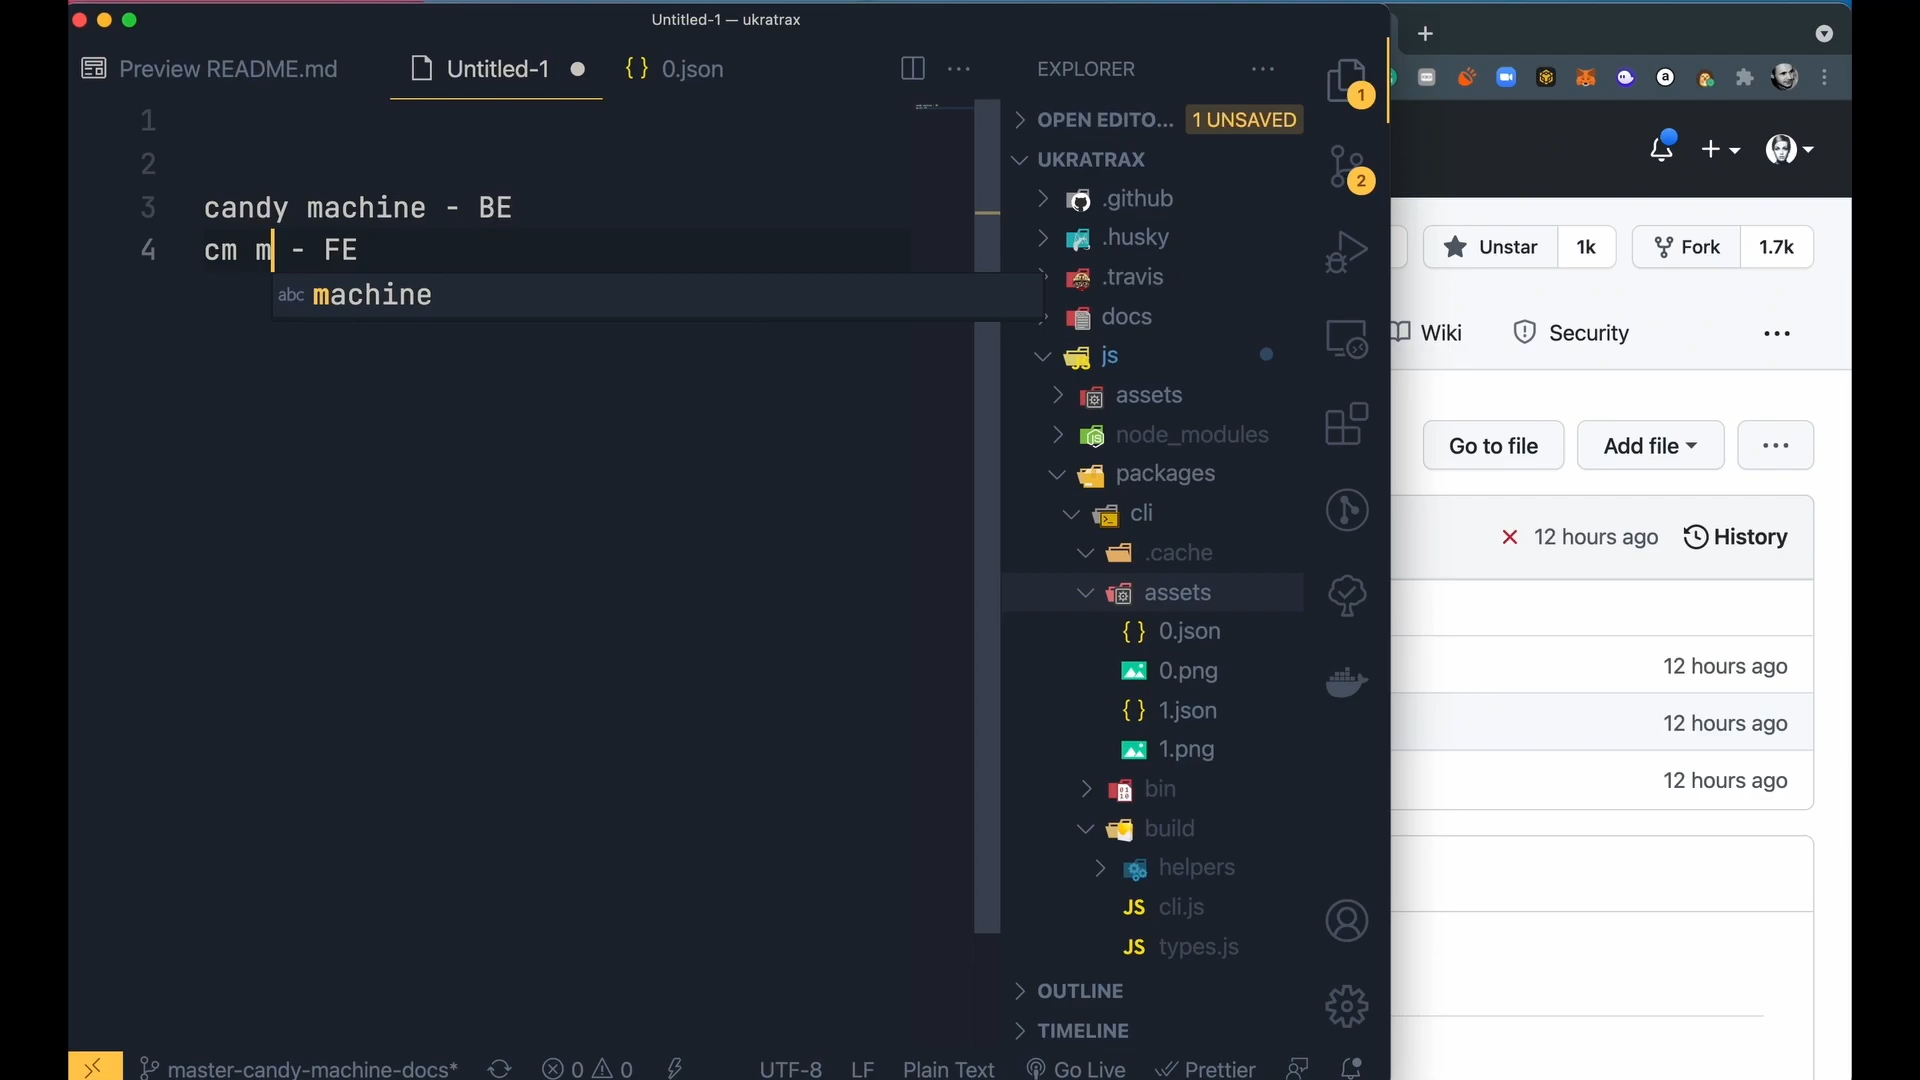 Untitled-1 — ukratrax
Preview README.md
Untitled-1
{ } 0.json
EXPLORER
1
candy machine - BE
2
3
4
cm m - FE
abc machine
OPEN EDITO...
1 UNSAVED
UKRATRAX
.github
.husky
.travis
docs
js
assets
node_modules
packages
cli
.cache
assets
{ } 0.json
0.png
{ } 1.json
1.png
bin
build
helpers
JS cli.js
JS types.js
OUTLINE
TIMELINE
1
2
master-candy-machine-docs*
0
0
UTF-8
LF
Plain Text
Go Live
Prettier
Unstar
1k
Fork
1.7k
Wiki
Security
Go to file
Add file
12 hours ago
History
12 hours ago
12 hours ago
12 hours ago